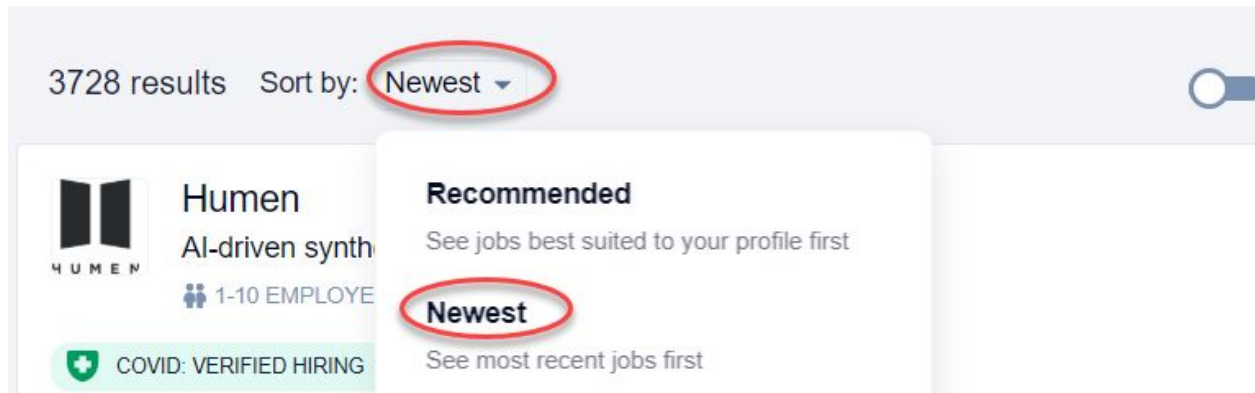 3728 results Sort by: Newest
Humen
AI-driven synth
HUMEN
1-10 EMPLOYE
COVID: VERIFIED HIRING
Recommended
See jobs best suited to your profile first
Newest
See most recent jobs first